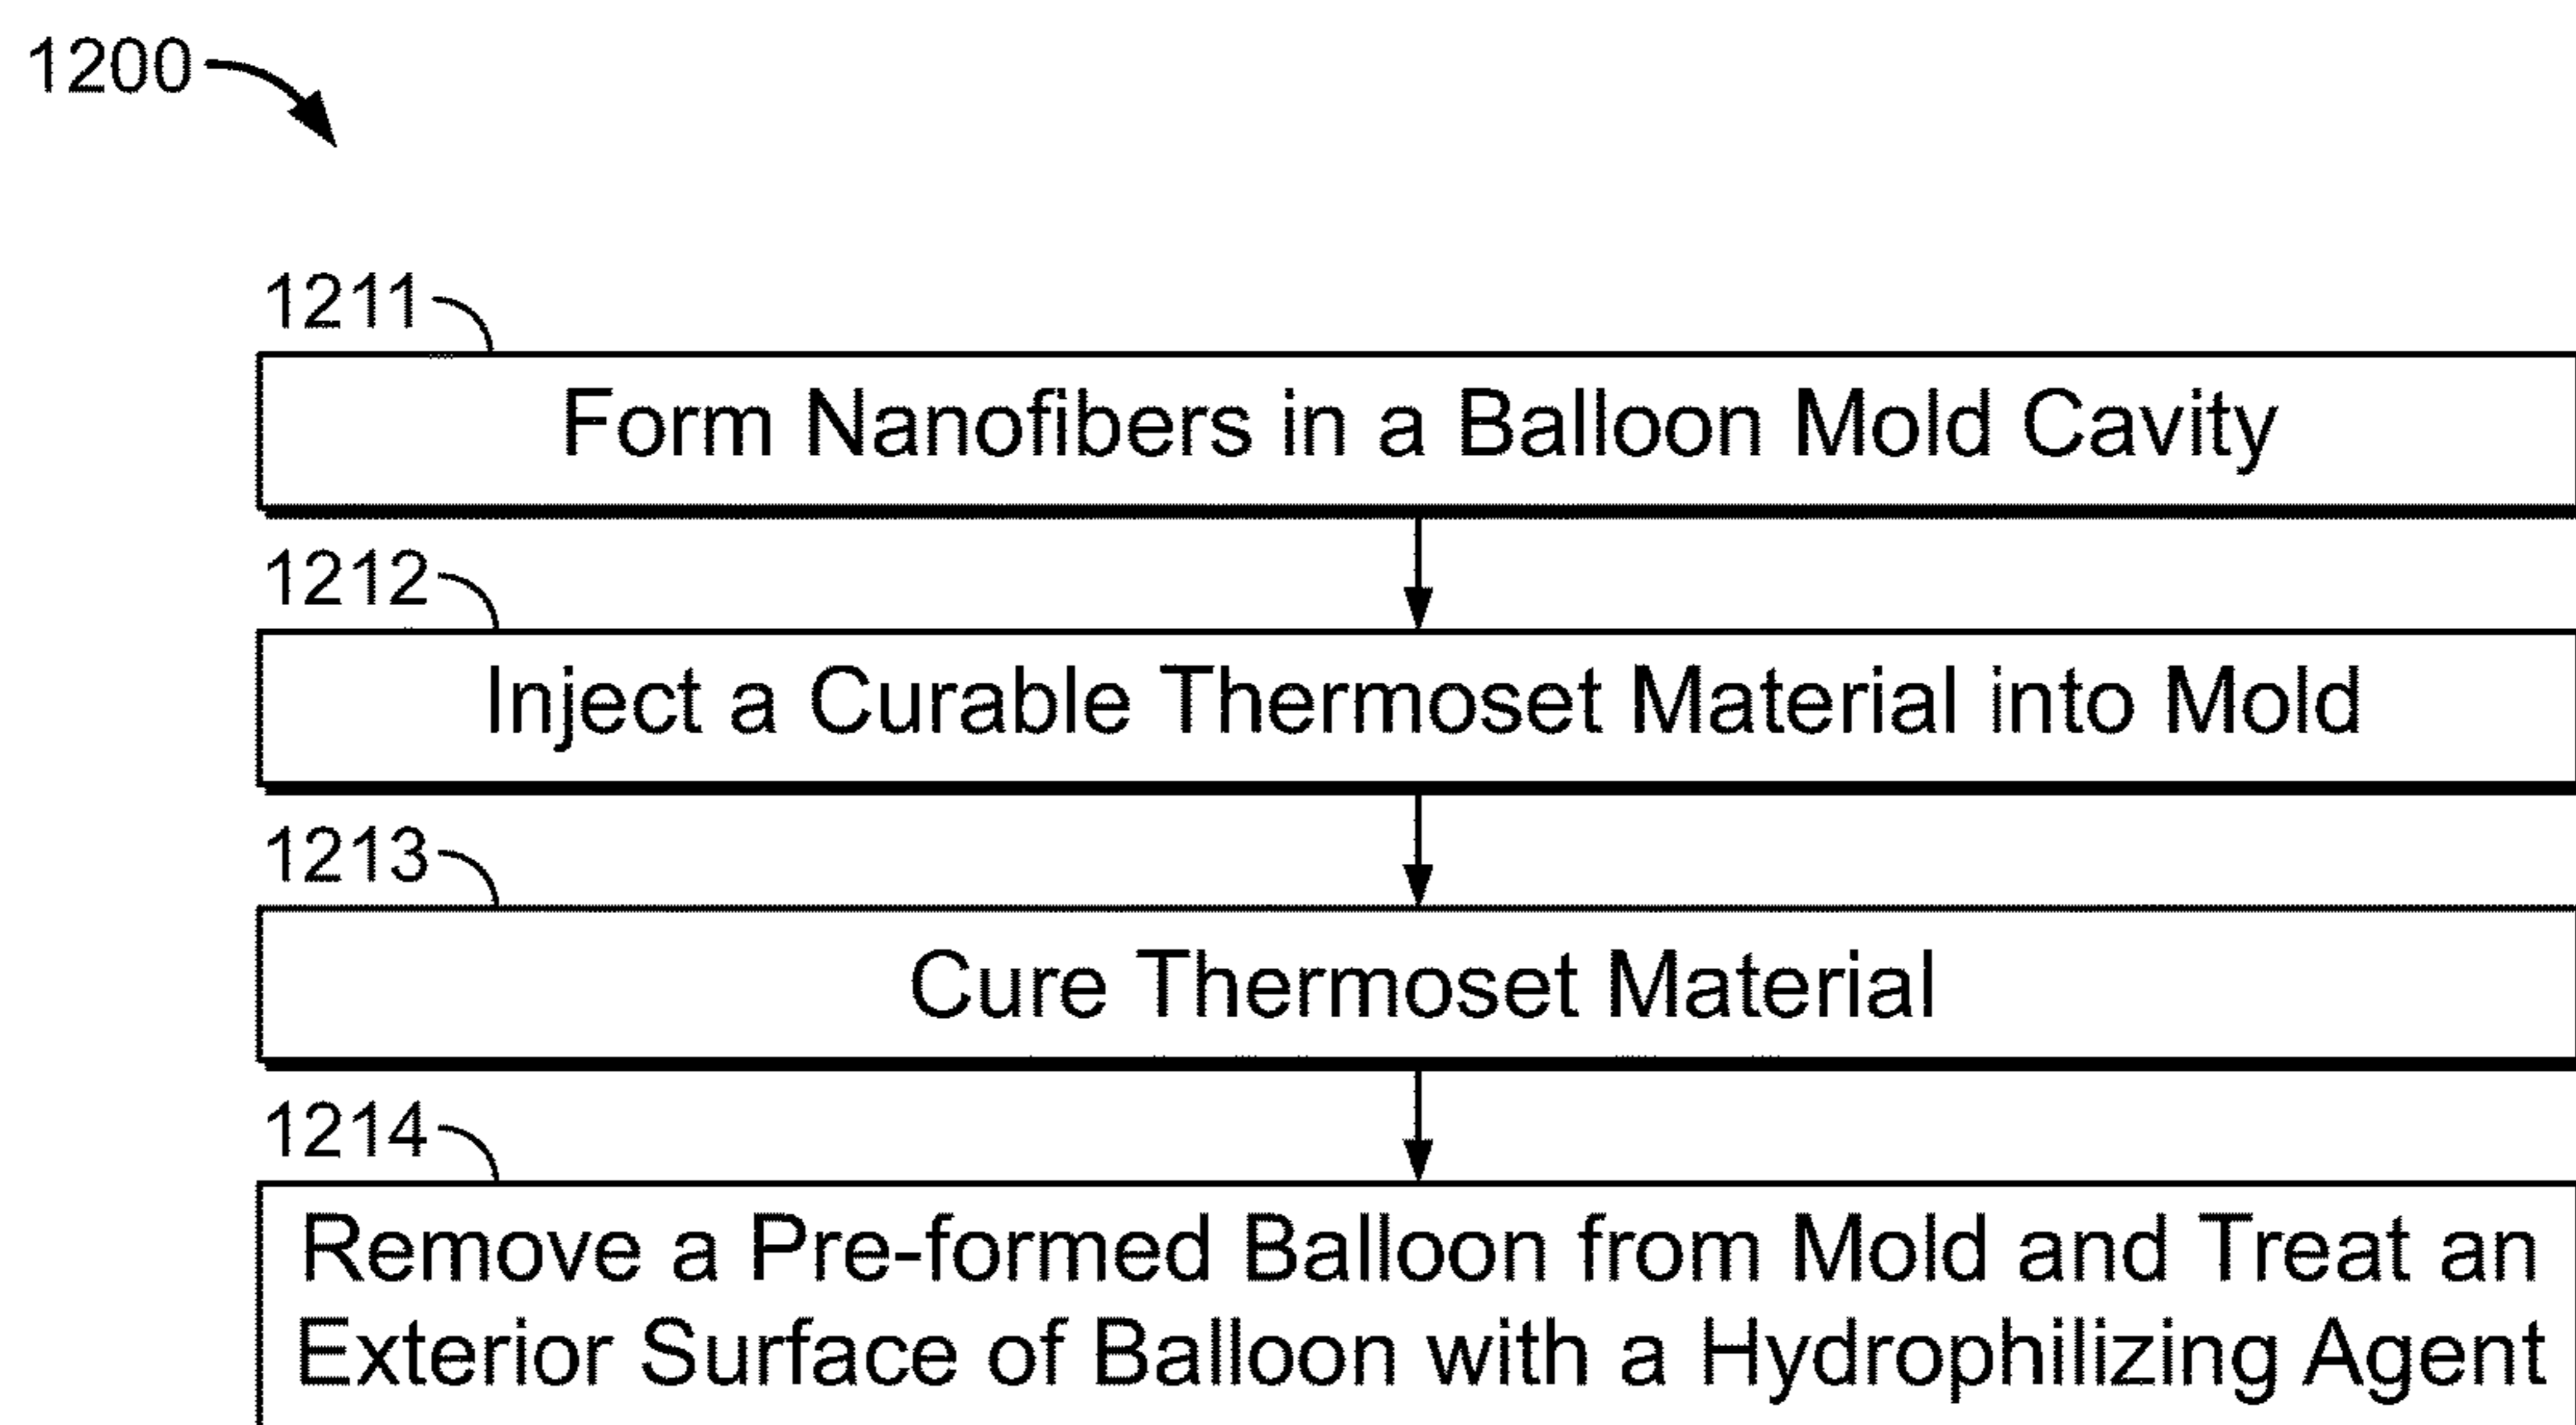 1200
1211
Form Nanofibers in a Balloon Mold Cavity
1212
Inject a Curable Thermoset Material into Mold
1213
Cure Thermoset Material
1214
Remove a Pre-formed Balloon from Mold and Treat an
Exterior Surface of Balloon with a Hydrophilizing Agent